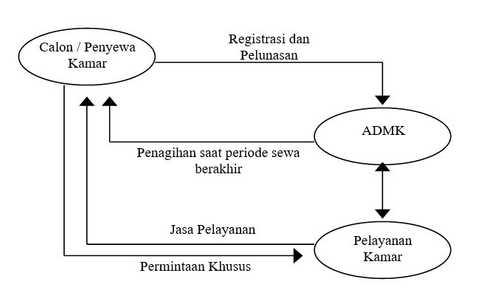 Calon / Penyewa
Kamar
Registrasi dan
Pelunasan
ADMK
Penagihan saat periode sewa
berakhir
Jasa Pelayanan
Pelayanan
Kamar
Permintaan Khusus